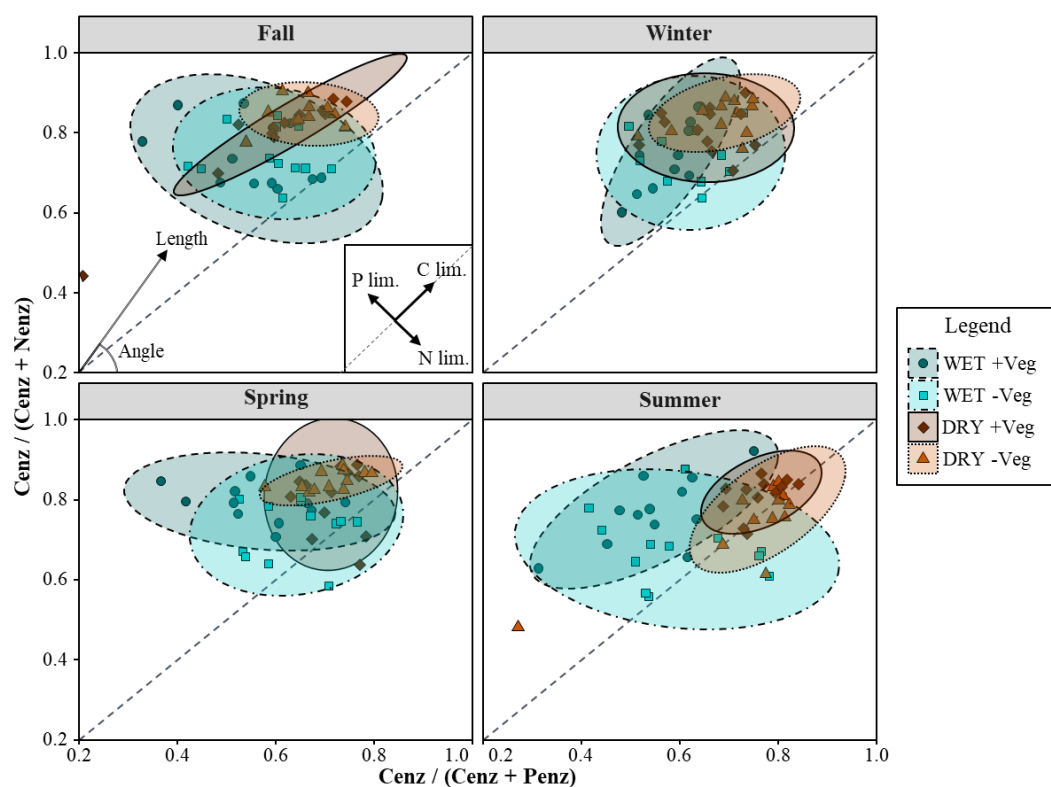 Fall
Winter
1.0
0.8
0.6
0.4
0.2
Length
Angle
P lim.
C lim.
N lim.
Legend
WET +Veg
WET -Veg
DRY +Veg
DRY -Veg
Cenz / (Cenz + Nenz)
Spring
Summer
1.0
0.8
0.6
0.4
0.2
0.2
0.4
0.6
0.8
1.0
0.2
0.4
0.6
0.8
1.0
Cenz / (Cenz + Penz)